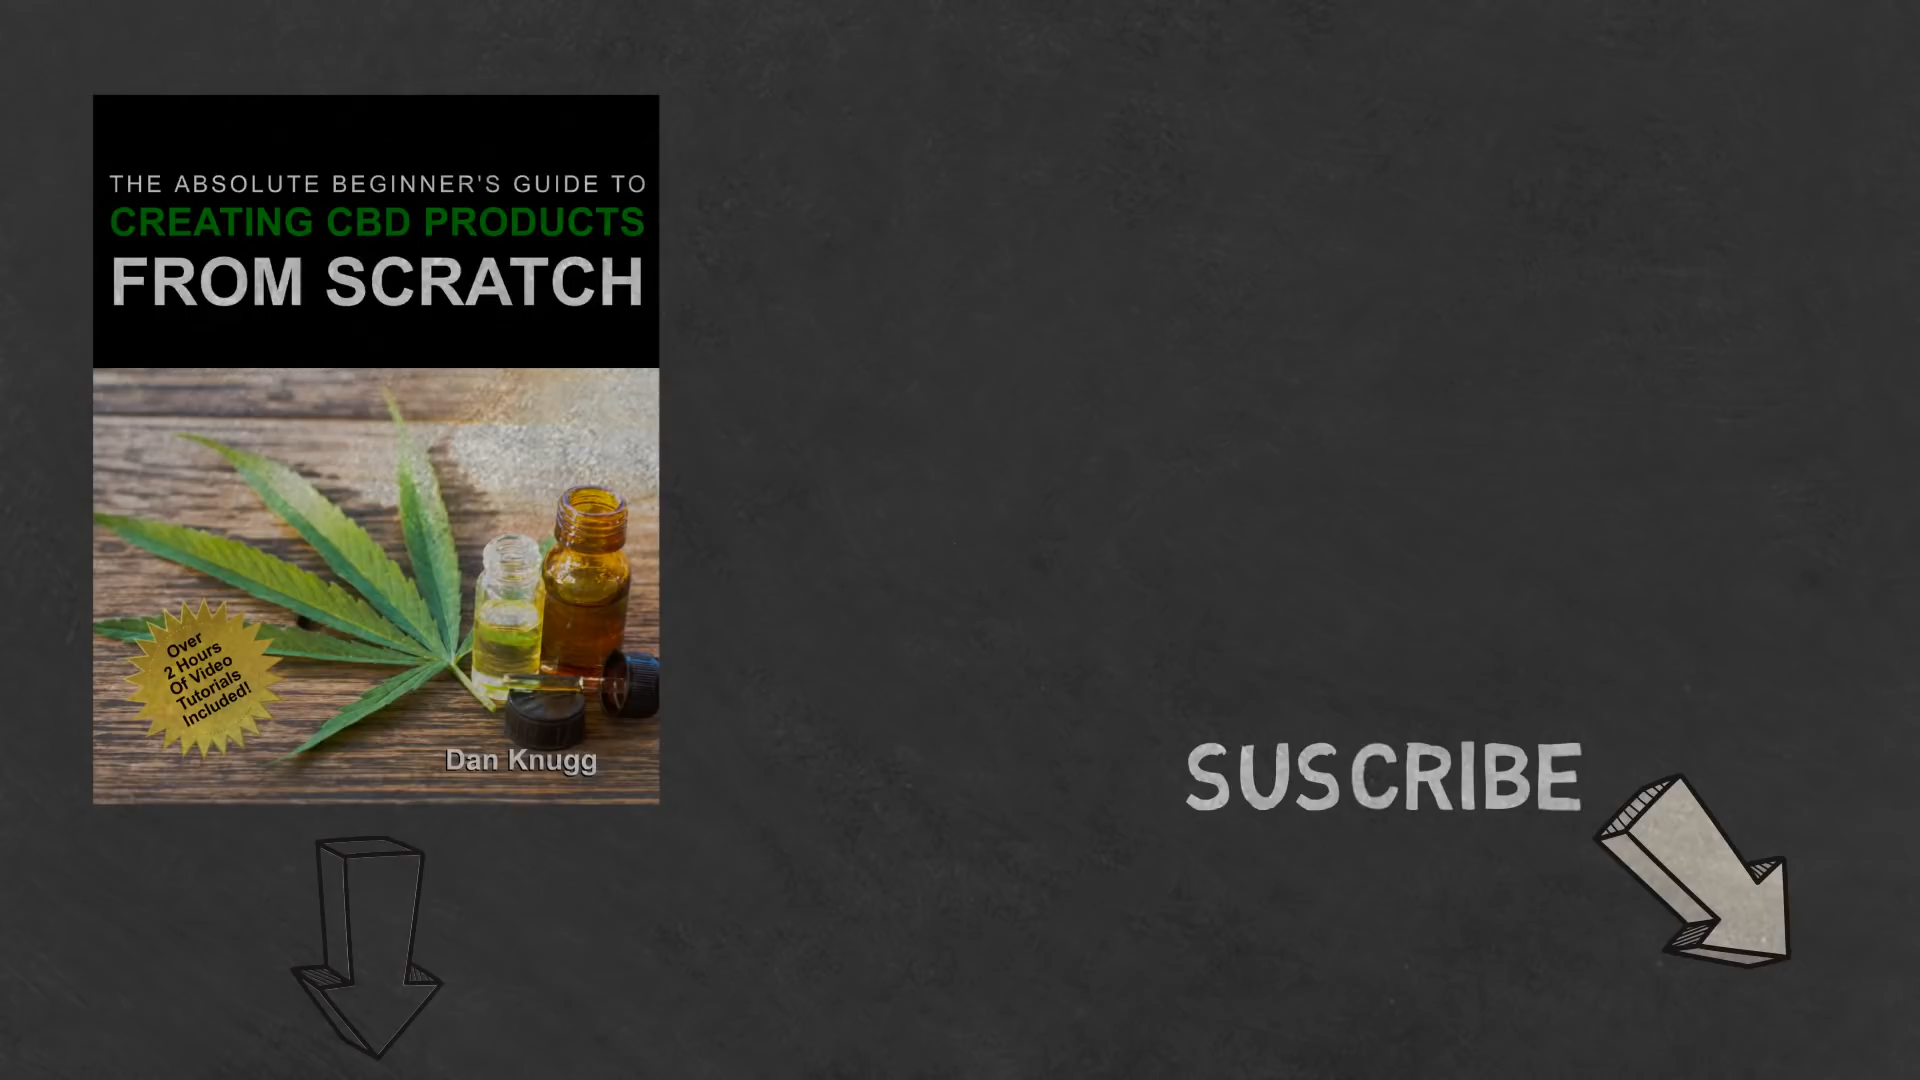 THE ABSOLUTE BEGINNER'S GUIDE TO
CREATING CBD PRODUCTS
FROM SCRATCH
Over
2 Hours
Of Video
Tutorials
Included!
Dan Knugg
SUSCRIBE